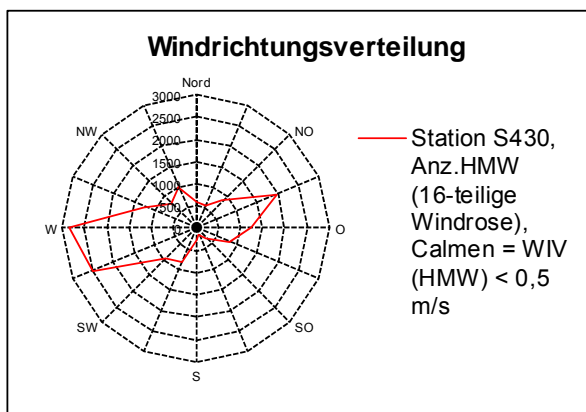 Windrichtungsverteilung
Nord
3000
2500
2000
1500
1000
500
0
NW
NO
W
O
SW
SO
S
Station S430,
Anz.HMW
(16-teilige
Windrose),
Calmen = WIV
(HMW) < 0,5
m/s